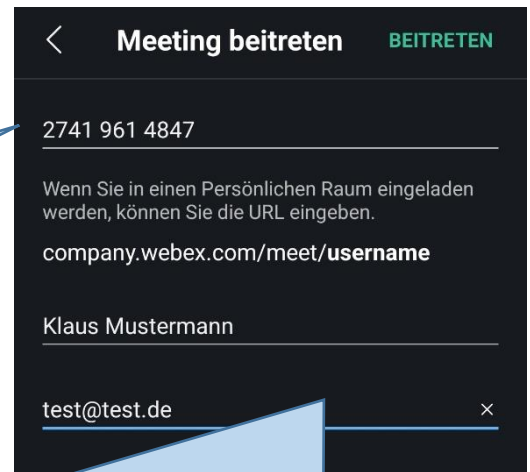 Meeting beitreten BEITRETEN
2741 961 4847
Wenn Sie in einen Persönlichen Raum eingeladen
werden, können Sie die URL eingeben.
company.webex.com/meet/username
Klaus Mustermann
test@test.de